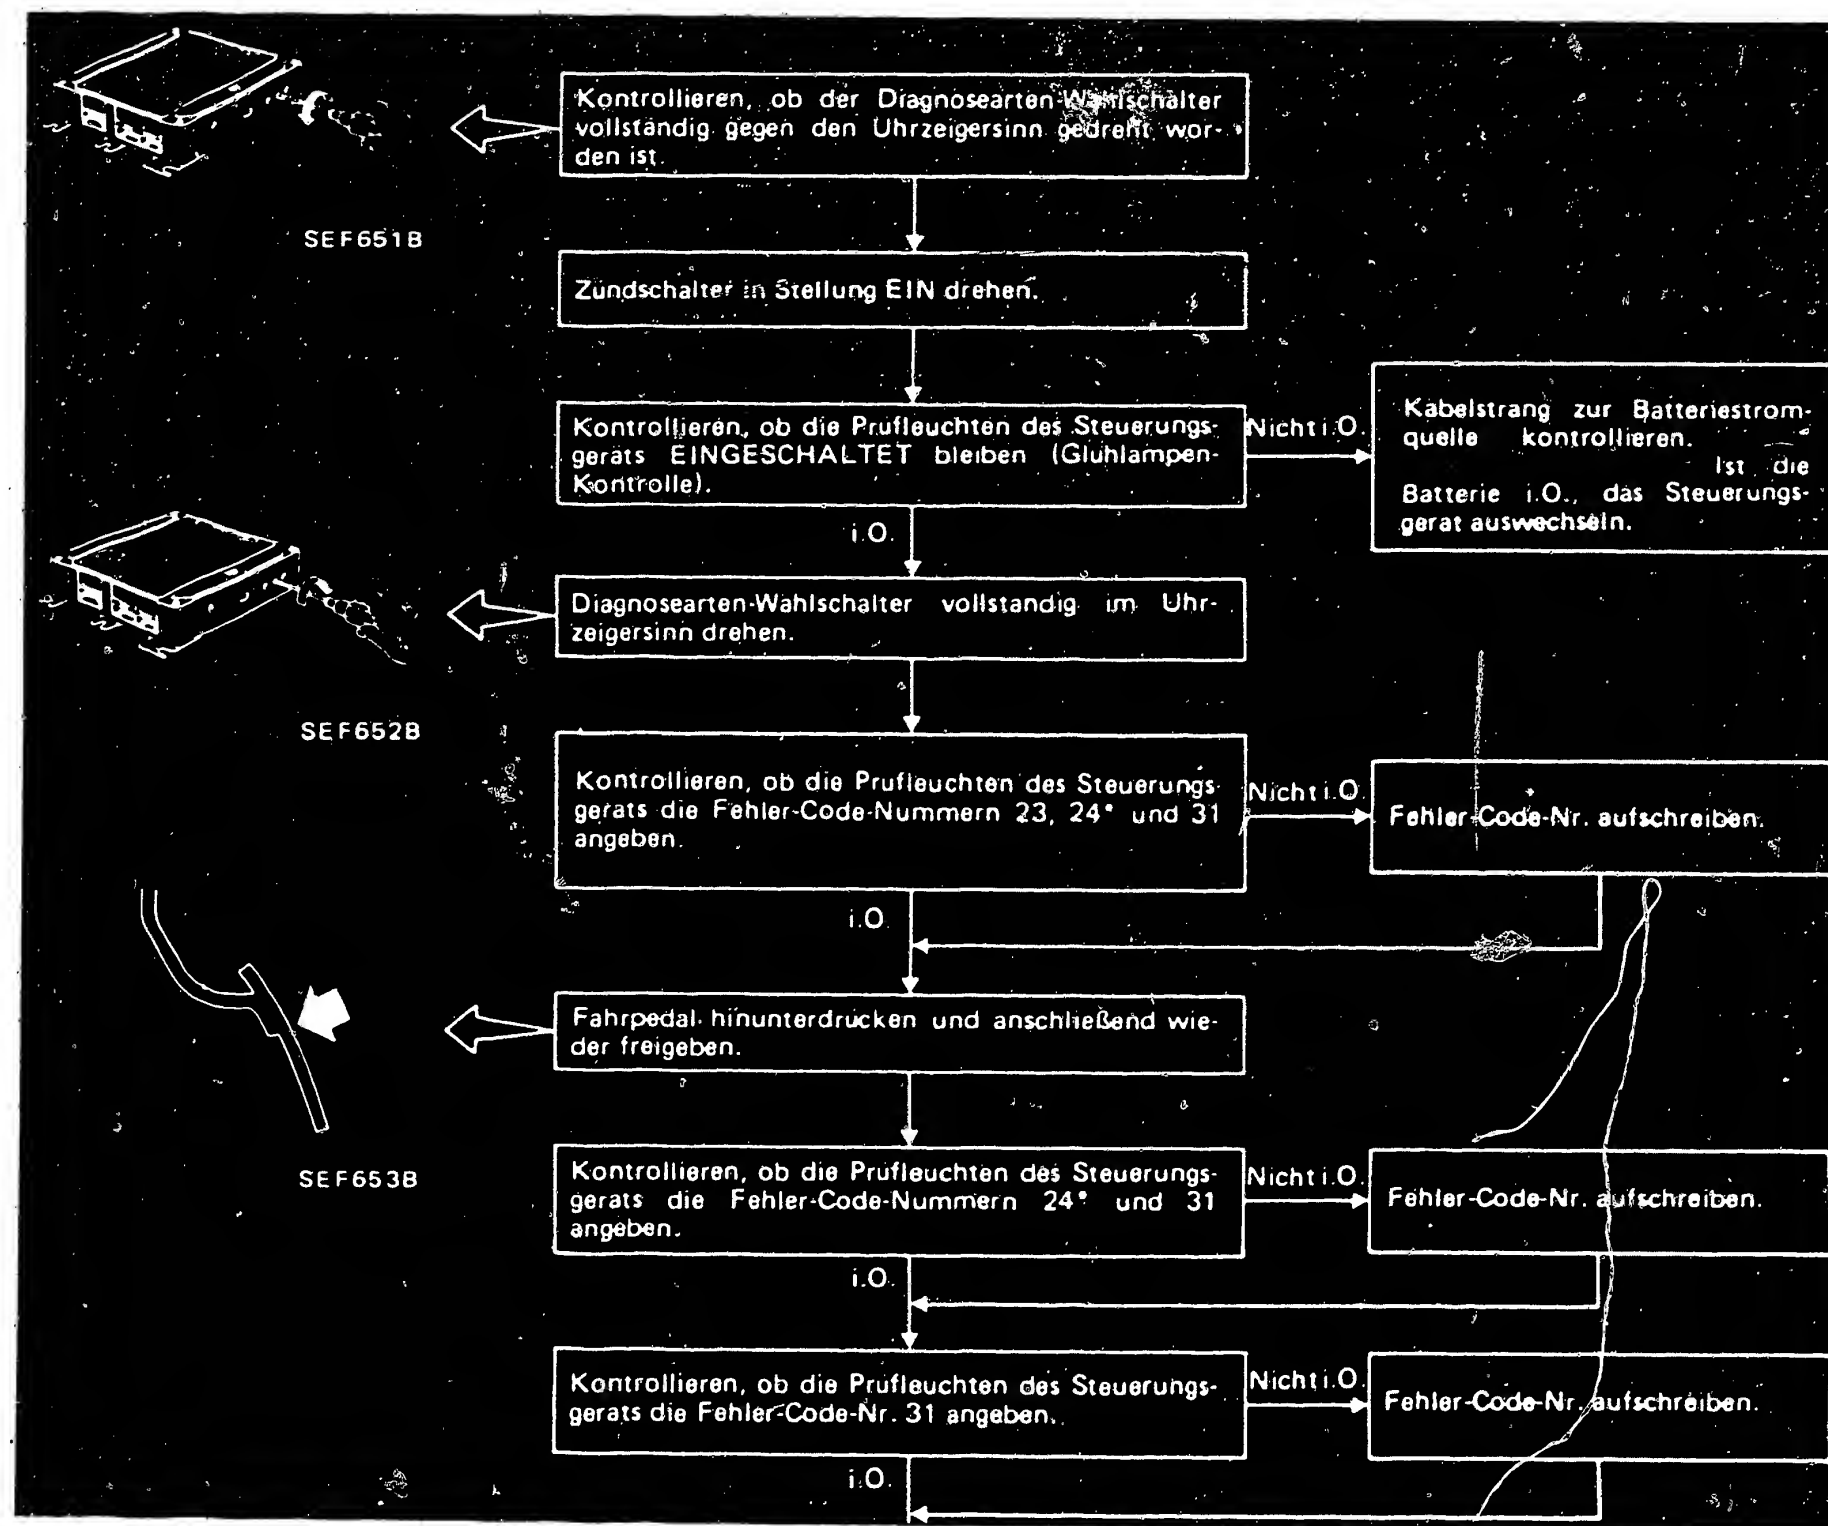 Kontrollieren, ob der Diagnosearten-Wahlschalter
vollständig gegen den Uhrzeigersinn gedreht wor-
den ist.
SEF651B
Zündschalter in Stellung EIN drehen.
Kontrollieren, ob die Prüfleuchten des Steuerungs-
geräts EINGESCHALTET bleiben (Glühlampen-
Kontrolle).
Nicht i.O.
Kabelstrang zur Batteriestrom-
quelle kontrollieren.
Ist die
Batterie i.O., das Steuerungs-
gerat auswechseln.
i.O.
Diagnosearten-Wahlschalter vollstandig im Uhr-
zeigersinn drehen.
SEF652B
Kontrollieren, ob die Prufleuchten des Steuerungs-
gerats die Fehler-Code-Nummern 23, 24* und 31
angeben.
Nicht i.O.
Fehler-Code-Nr. aufschreiben.
i.O.
Fahrpedal hinunterdrücken und anschließend wie-
der freigeben.
SEF653B
Kontrollieren, ob die Prufleuchten des Steuerungs-
gerats die Fehler-Code-Nummern 24* und 31
angeben.
Nicht i.O.
Fehler-Code-Nr. aufschreiben.
i.O.
Kontrollieren, ob die Prufleuchten des Steuerungs-
gerats die Fehler-Code-Nr. 31 angeben.
Nicht i.O.
Fehler-Code-Nr. aufschreiben.
i.O.